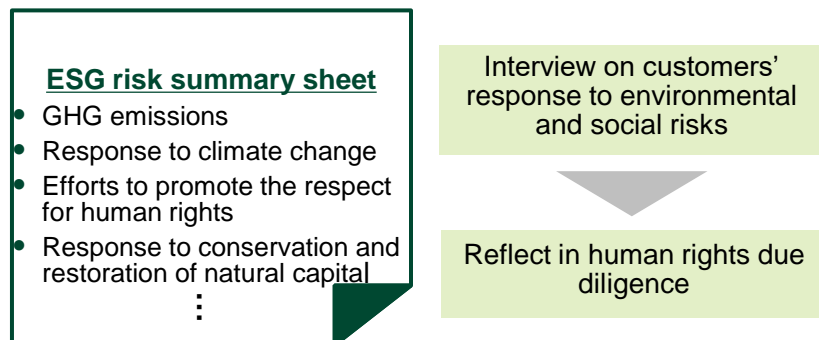 ESG risk summary sheet
• GHG emissions
• Response to climate change
• Efforts to promote the respect
for human rights
• Response to conservation and
restoration of natural capital
⋮
Interview on customers’
response to environmental
and social risks
Reflect in human rights due
diligence